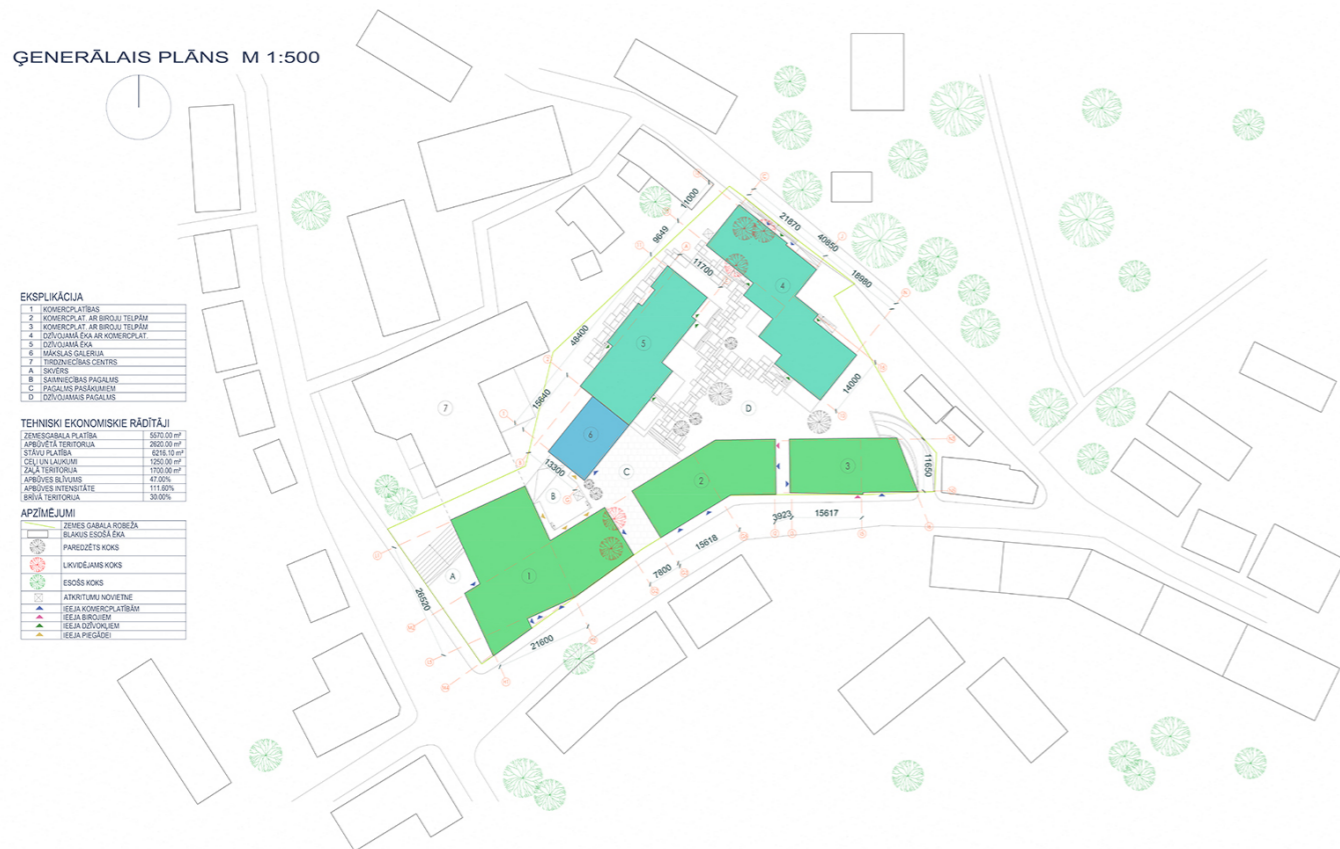 ĢENERĀLAIS PLĀNS M 1:500
EKSPLIKĀCIJA
1 KOMERCPLATĪBAS
2 KOMERCPLAT. AR BIROJU TELPĀM
3 KOMERCPLAT. AR BIROJU TELPĀM
4 DZĪVOJAMĀ ĒKA AR KOMERCPLAT.
5 DZĪVOJAMĀ ĒKA
6 MĀKSLAS GALERIJA
7 TIRDZNIECĪBAS CENTRS
A SKVĒRS
B SAIMNIECĪBAS PAGALMS
C PAGALMS PASĀKUMIEM
D DZĪVOJAMAIS PAGALMS
TEHNISKI EKONOMISKIE RĀDĪTĀJI
ZEMESGABALA PLATĪBA 5570.00 m²
APBŪVĒTĀ TERITORIJA 2620.00 m²
STĀVU PLATĪBA 6216.10 m²
CEĻI UN LAUKUMI 1250.00 m²
ZAĻĀ TERITORIJA 1700.00 m²
APBŪVES BLĪVUMS 47.00%
APBŪVES INTENSITĀTE 111.60%
BRĪVĀ TERITORIJA 30.00%
APZĪMĒJUMI
ZEMES GABALA ROBEŽA
BLAKUS ESOŠĀ ĒKA
PAREDZĒTS KOKS
LIKVIDĒJAMS KOKS
ESOŠS KOKS
ATKRITUMU NOVIETNE
IEEJA KOMERCPLATĪBĀM
IEEJA BIROJIEM
IEEJA DZĪVOKĻIEM
IEEJA PIEGĀDEI
11000
9649
21870
40850
18980
11700
48400
15640
13300
14000
11650
3923
15617
15618
7800
21600
26520
1
2
3
4
5
6
7
A
B
C
D